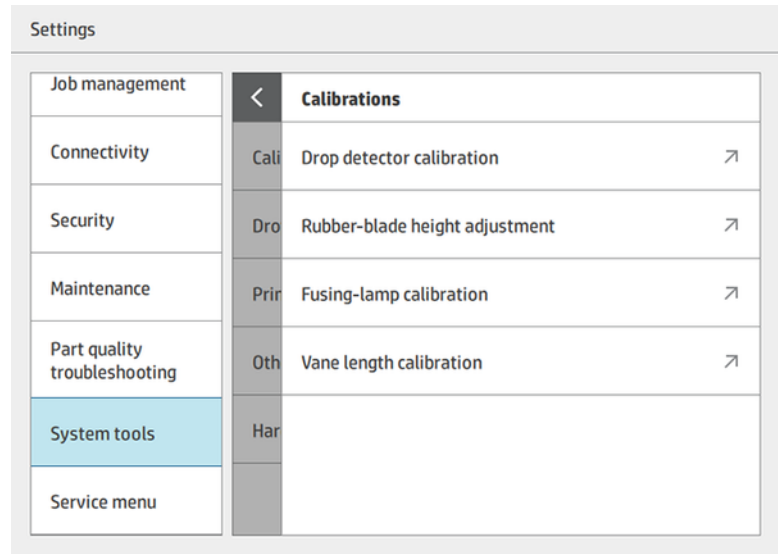 Settings
Job management
Connectivity
Security
Maintenance
Part quality
troubleshooting
System tools
Service menu
Calibrations
Cali
Drop detector calibration
Dro
Rubber-blade height adjustment
Prin
Fusing-lamp calibration
Oth
Vane length calibration
Har